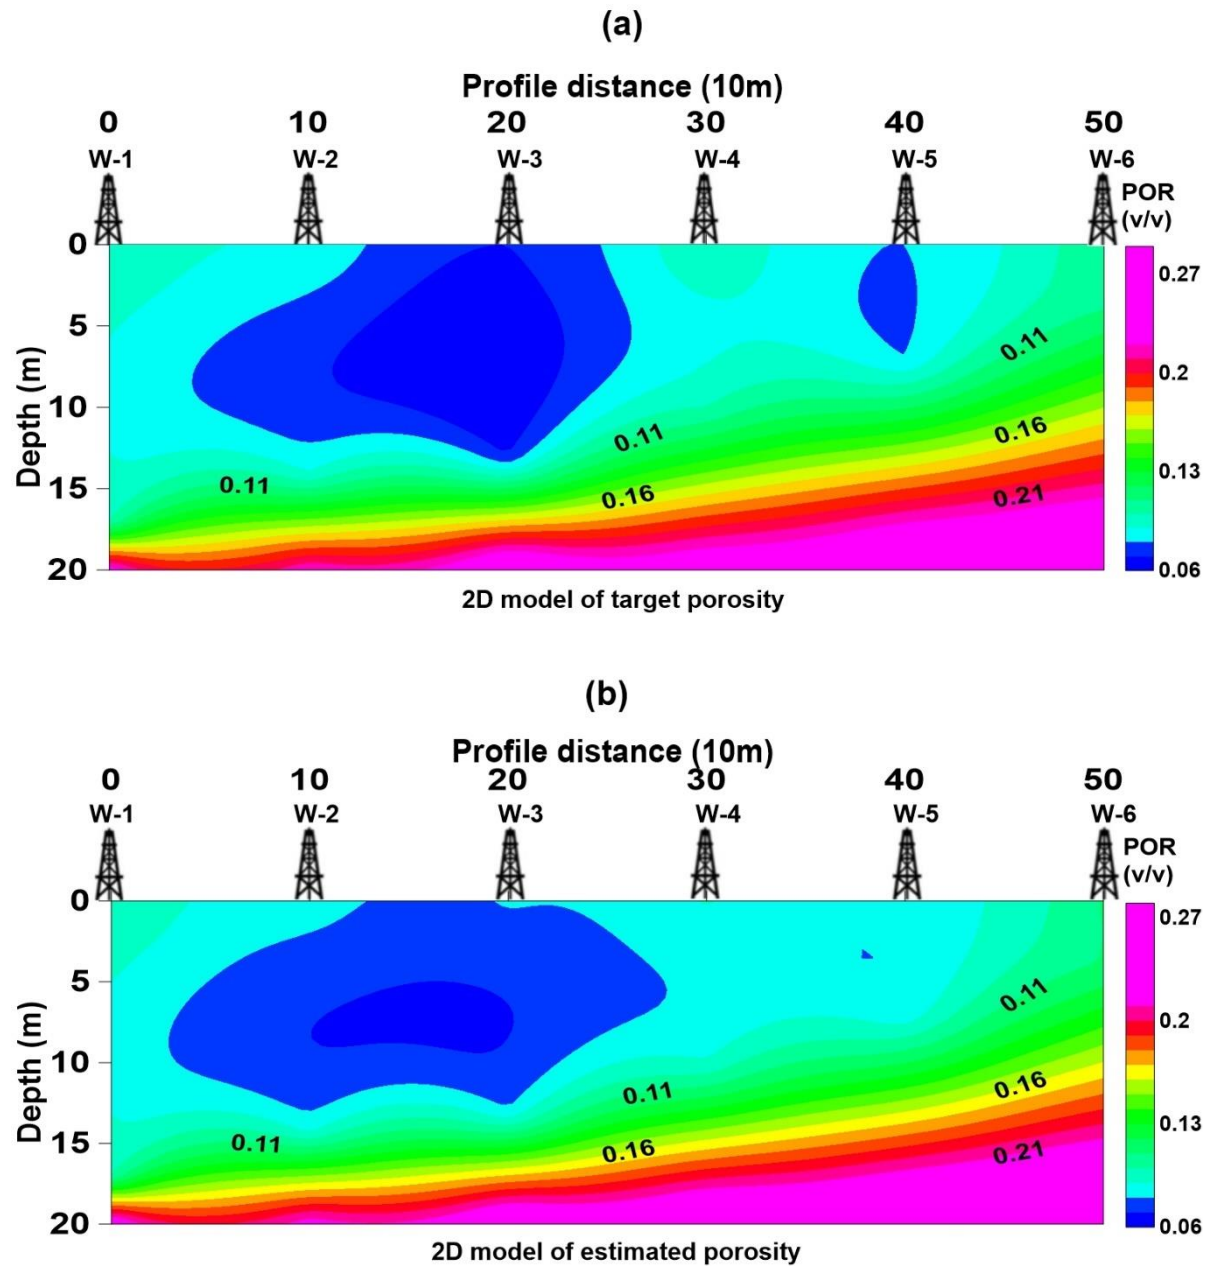 (a)
Profile distance (10m)
0 10 20 30 40 50
W-1 W-2 W-3 W-4 W-5 W-6
POR
(v/v)
0
5
10
15
20
Depth (m)
0.11
0.11
0.11
0.16
0.16
0.21
0.27
0.2
0.13
0.06
2D model of target porosity
(b)
Profile distance (10m)
0 10 20 30 40 50
W-1 W-2 W-3 W-4 W-5 W-6
POR
(v/v)
0
5
10
15
20
Depth (m)
0.11
0.11
0.11
0.16
0.16
0.21
0.27
0.2
0.13
0.06
2D model of estimated porosity